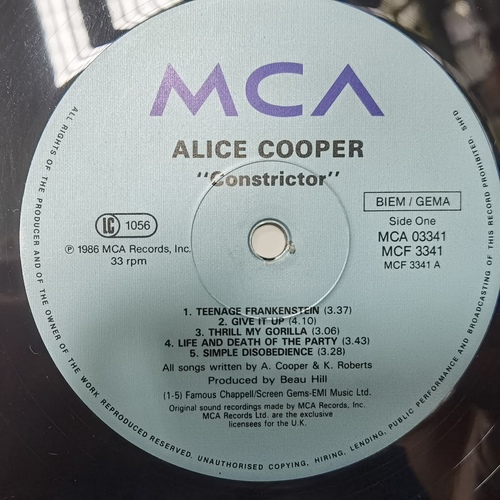 MCA
ALICE COOPER
"Constrictor"
BIEM / GEMA
LC 1056
Side One
MCA 03341
MCF 3341
MCF 3341 A
℗ 1986 MCA Records, Inc.
33 rpm
1. TEENAGE FRANKENSTEIN (3.37)
2. GIVE IT UP (4.10)
3. THRILL MY GORILLA (3.06)
4. LIFE AND DEATH OF THE PARTY (3.43)
5. SIMPLE DISOBEDIENCE (3.28)
All songs written by A. Cooper & K. Roberts
Produced by Beau Hill
(1-5) Famous Chappell/Screen Gems-EMI Music Ltd.
Original sound recordings made by MCA Records, Inc.
MCA Records Ltd. are the exclusive
licensees for the U.K.
ALL RIGHTS OF THE PRODUCER AND OF THE OWNER OF THE WORK REPRODUCED RESERVED. UNAUTHORISED COPYING, HIRING, LENDING, PUBLIC PERFORMANCE AND BROADCASTING OF THIS RECORD PROHIBITED. SHFD